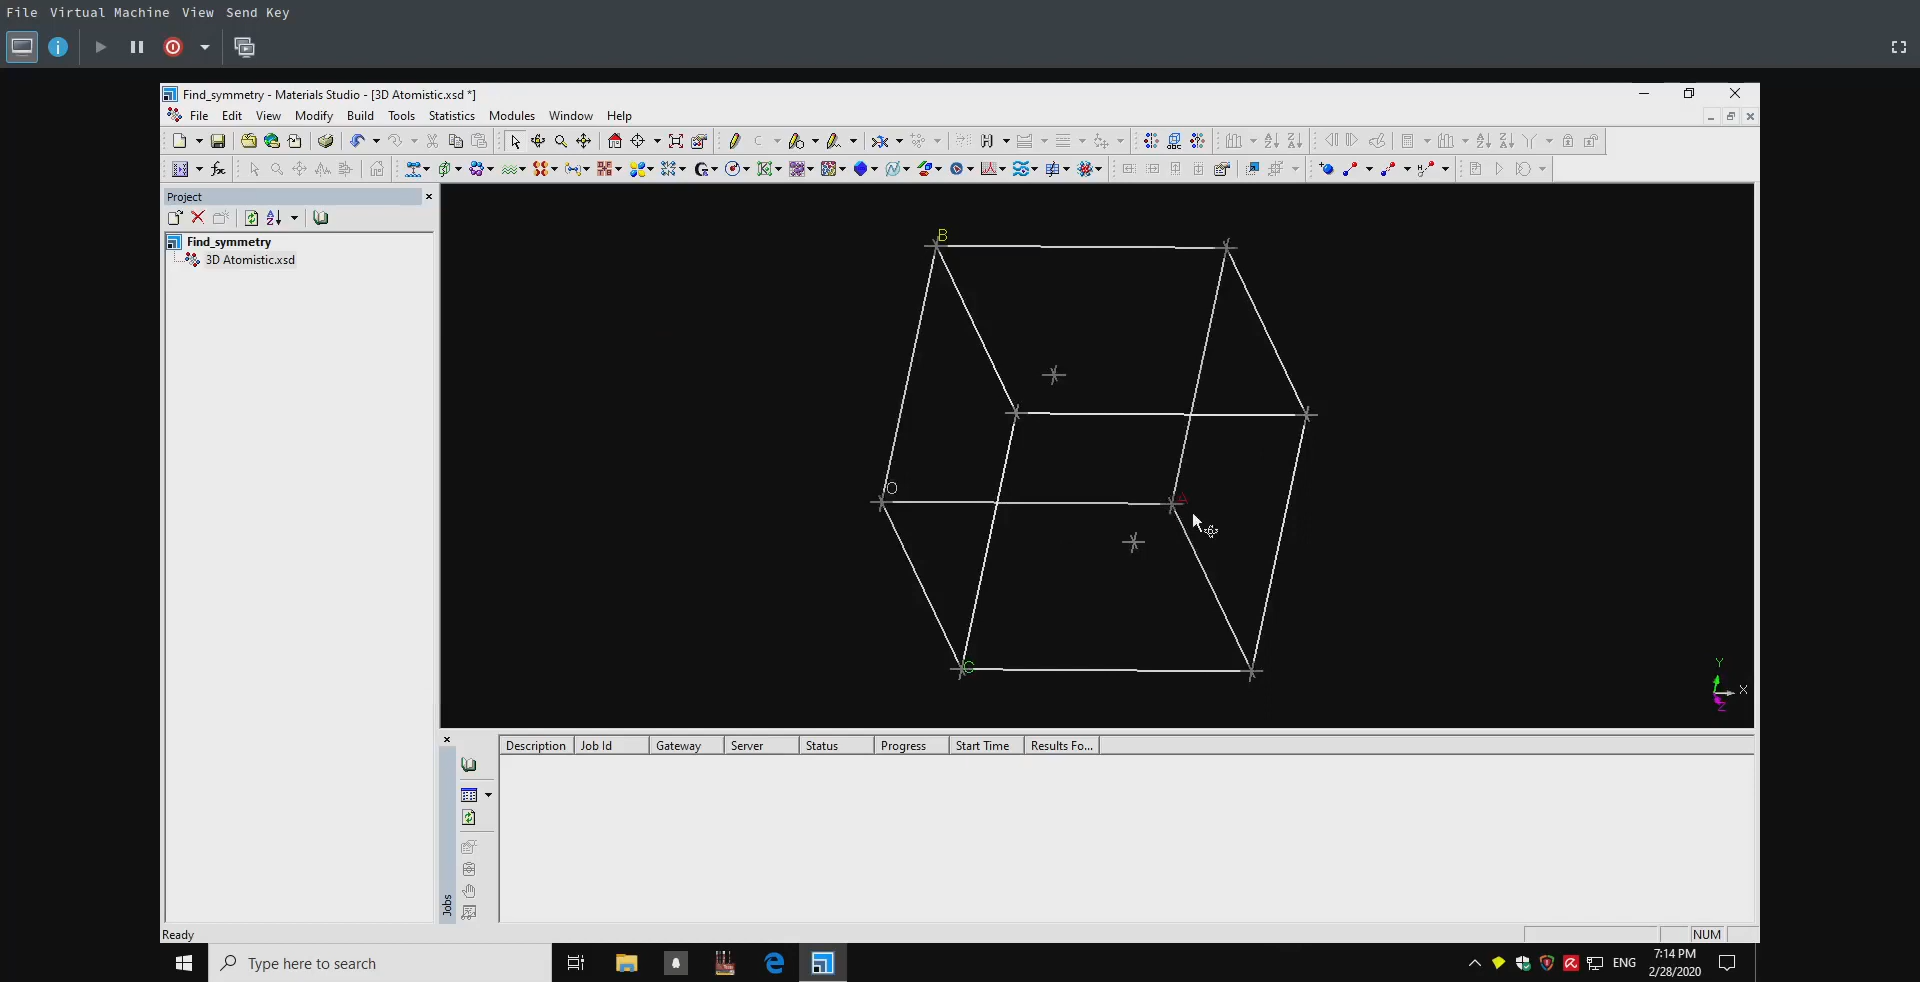 File Virtual Machine View Send Key
Find_symmetry - Materials Studio - [3D Atomistic.xsd *]
File Edit View Modify Build Tools Statistics Modules Window Help
Project
Find_symmetry
3D Atomistic.xsd
B
O
A
C
Y
X
Z
Description Job Id Gateway Server Status Progress Start Time Results Fo...
Jobs
Ready
NUM
Type here to search
ENG
7:14 PM
2/28/2020